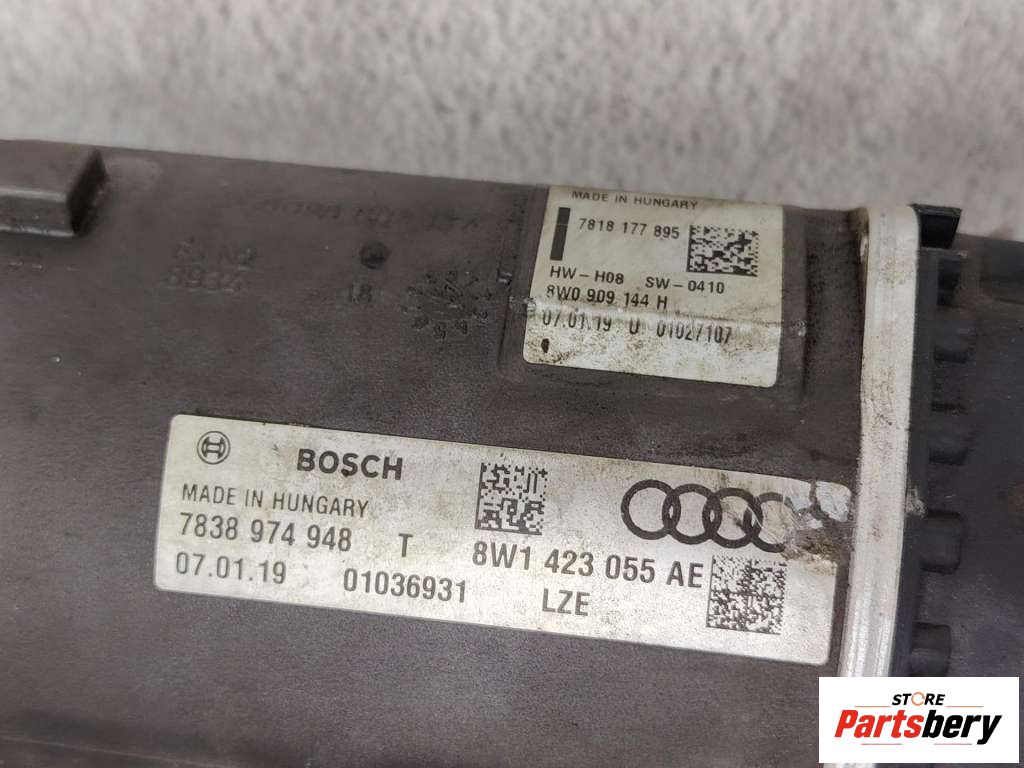 MADE IN HUNGARY
7818 177 895
HW-H08 SW-0410
8W0 909 144 H
07.01.19 U 01027107
18
BOSCH
MADE IN HUNGARY
7838 974 948 T
8W1 423 055 AE
07.01.19 01036931 LZE
STORE
Partsbery